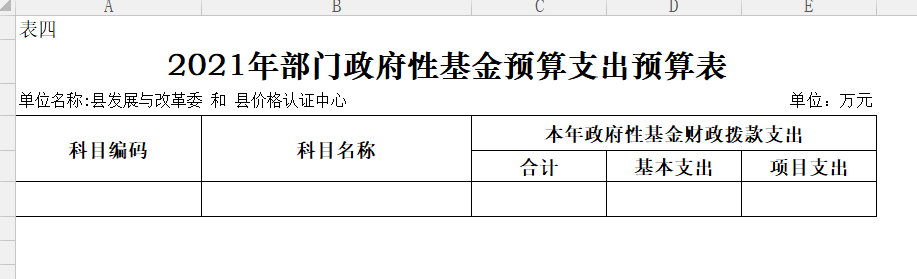 A B C D E
表四
2021年部门政府性基金预算支出预算表
单位名称:县发展与改革委 和 县价格认证中心 单位：万元
科目编码 科目名称 本年政府性基金财政拨款支出
合计 基本支出 项目支出